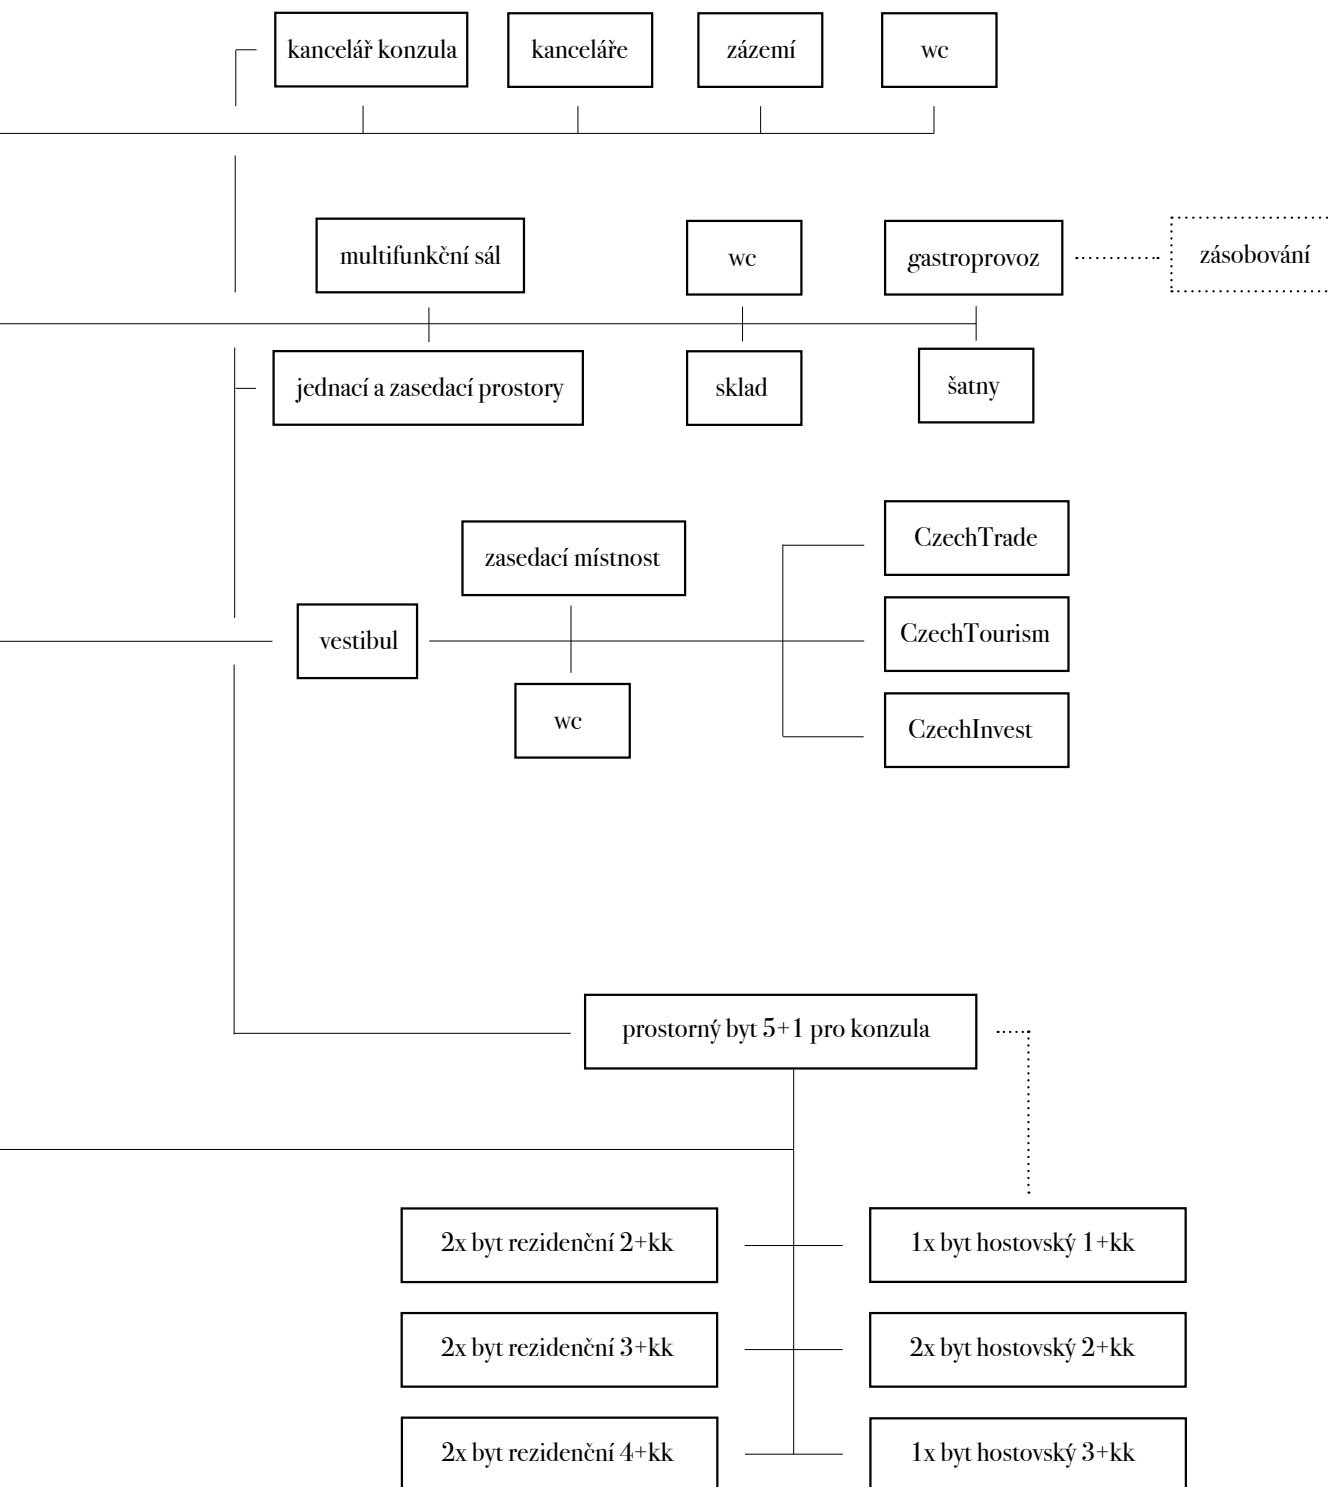 kancelář konzula
kanceláře
zázemí
wc
multifunkční sál
wc
gastroprovoz
zásobování
jednací a zasedací prostory
sklad
šatny
CzechTrade
zasedací místnost
CzechTourism
vestibul
wc
CzechInvest
prostorný byt 5+1 pro konzula
2x byt rezidenční 2+kk
1x byt hostovský 1+kk
2x byt rezidenční 3+kk
2x byt hostovský 2+kk
2x byt rezidenční 4+kk
1x byt hostovský 3+kk